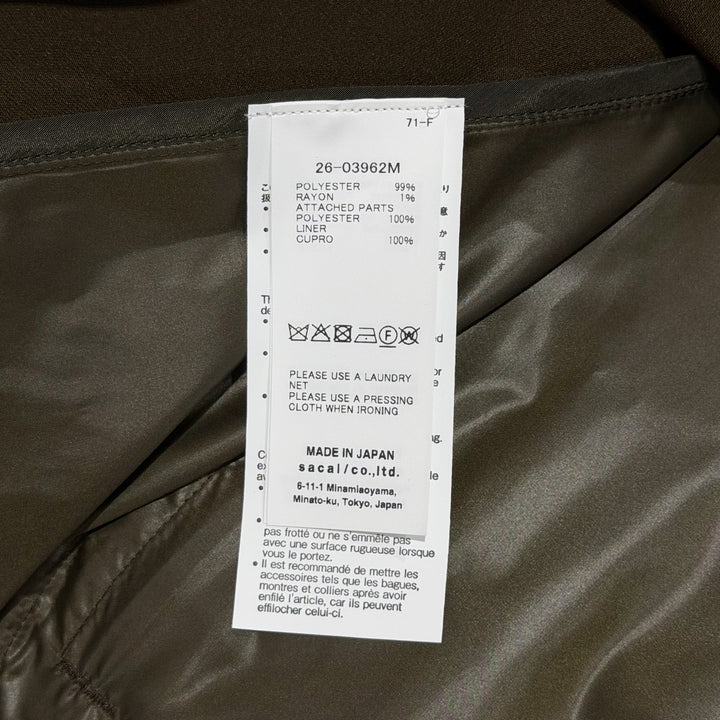 71-F
26-03962M
POLYESTER 99%
RAYON 1%
ATTACHED PARTS
POLYESTER 100%
LINER
CUPRO 100%
F
W
PLEASE USE A LAUNDRY
NET
PLEASE USE A PRESSING
CLOTH WHEN IRONING
MADE IN JAPAN
sacai/co.,ltd.
6-11-1 Minamiaoyama,
Minato-ku, Tokyo, Japan
pas frotté ou ne s'emmêle pas
avec une surface rugueuse lorsque
vous le portez.
• Il est recommandé de mettre les
accessoires tels que les bagues,
montres et colliers après avoir
enfilé l'article, car ils peuvent
effilocher celui-ci.